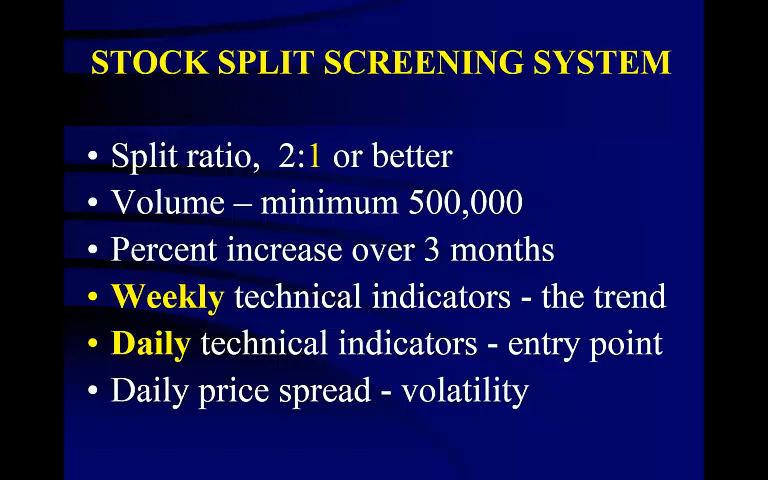 STOCK SPLIT SCREENING SYSTEM
• Split ratio,  2:1 or better
• Volume – minimum 500,000
• Percent increase over 3 months
• Weekly technical indicators - the trend
• Daily technical indicators - entry point
• Daily price spread - volatility